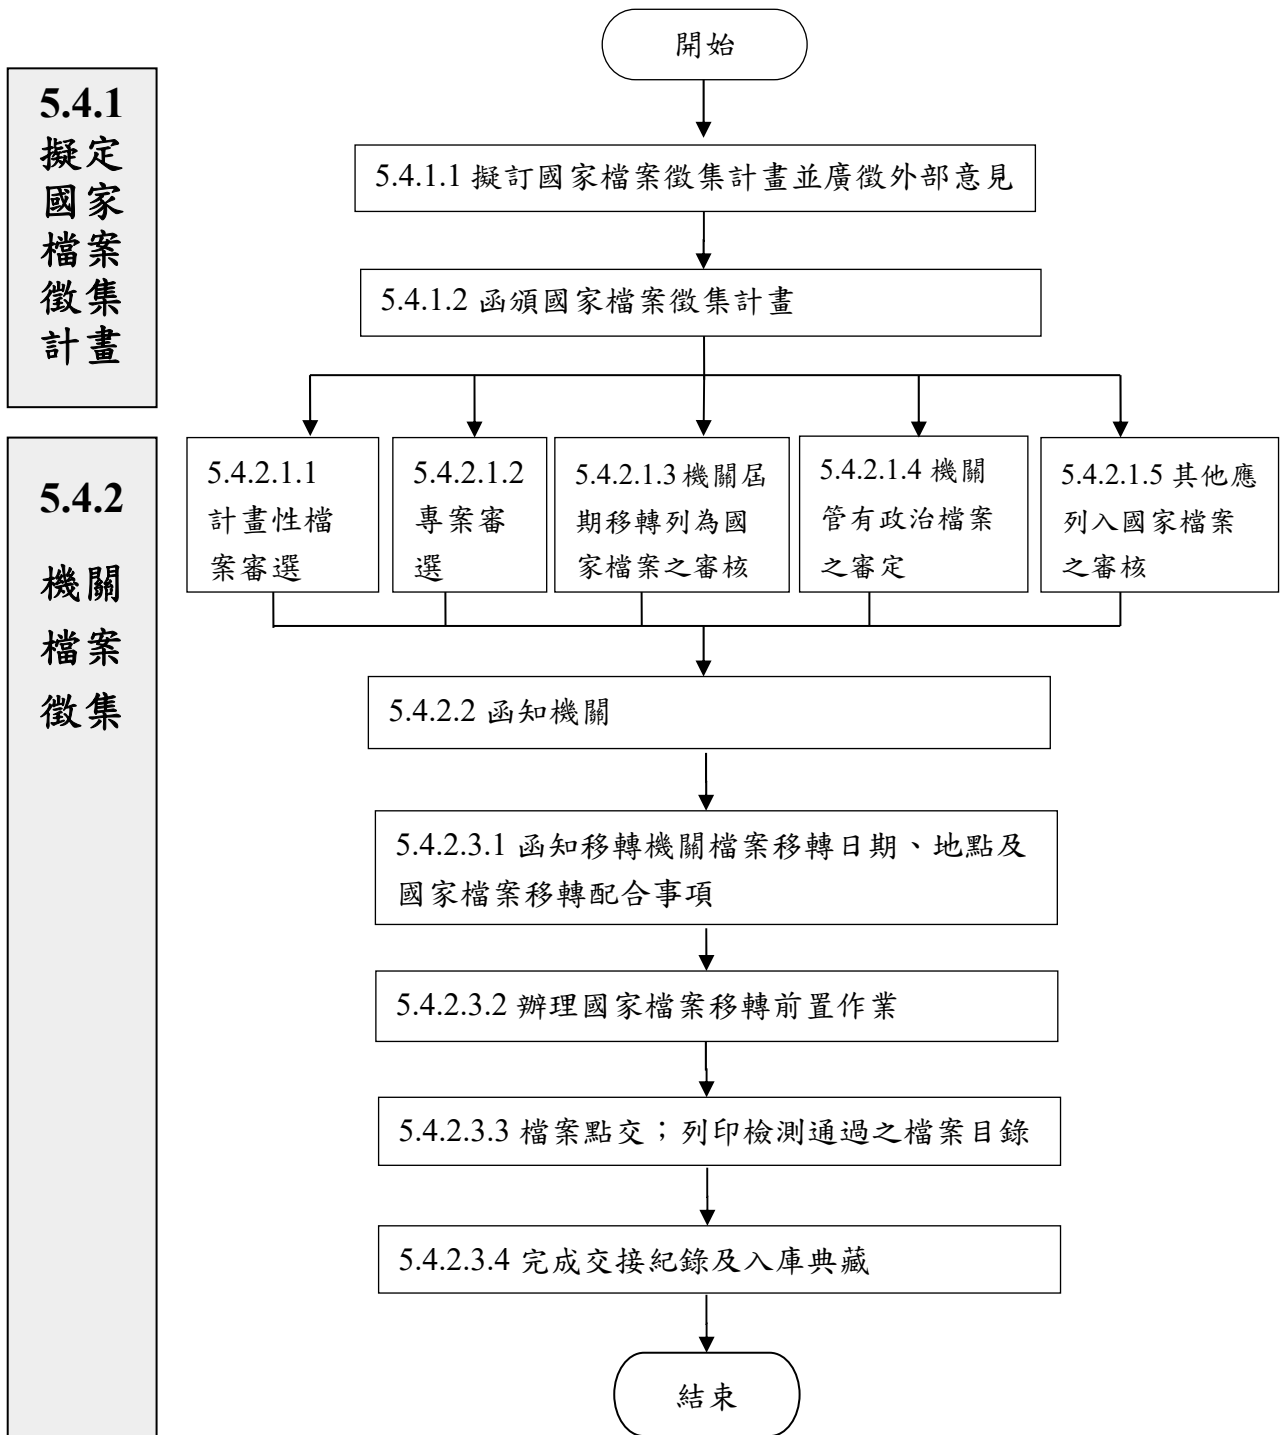 開始
5.4.1
擬定
國家
檔案
徵集
計畫
5.4.1.1 擬訂國家檔案徵集計畫並廣徵外部意見
5.4.1.2 函頒國家檔案徵集計畫
5.4.2
機關
檔案
徵集
5.4.2.1.1
計畫性檔
案審選
5.4.2.1.2
專案審
選
5.4.2.1.3 機關屆
期移轉列為國
家檔案之審核
5.4.2.1.4 機關
管有政治檔案
之審定
5.4.2.1.5 其他應
列入國家檔案
之審核
5.4.2.2 函知機關
5.4.2.3.1 函知移轉機關檔案移轉日期、地點及
國家檔案移轉配合事項
5.4.2.3.2 辦理國家檔案移轉前置作業
5.4.2.3.3 檔案點交；列印檢測通過之檔案目錄
5.4.2.3.4 完成交接紀錄及入庫典藏
結束